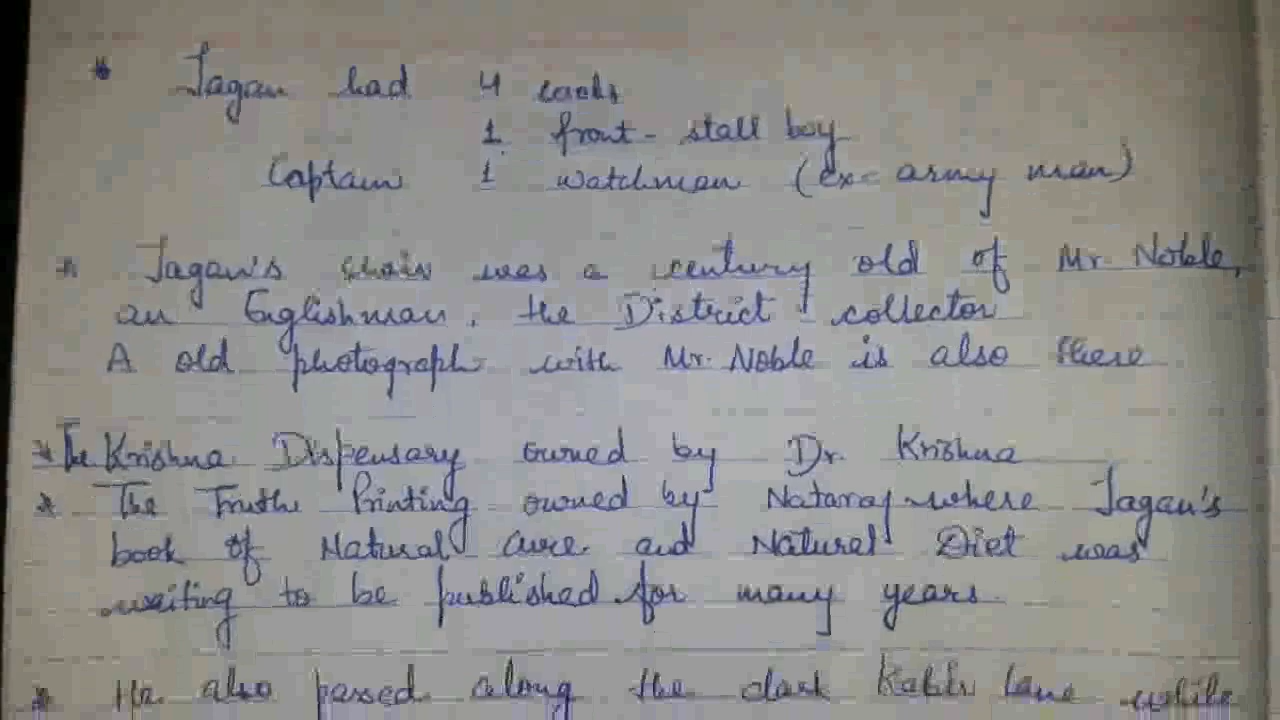 * Jagan had 4 cooks
1 front-stall boy
Captain 1 watchman (ex-army man)
* Jagan's chair was a century old of Mr. Noble,
an Englishman, the District collector
A old photograph with Mr. Noble is also there
* The Krishna Dispensary owned by Dr. Krishna
* The Truth Printing owned by Nataraj where Jagan's
book of Natural cure and Natural Diet was
waiting to be published for many years.
* He also passed along the dark Kabir lane while